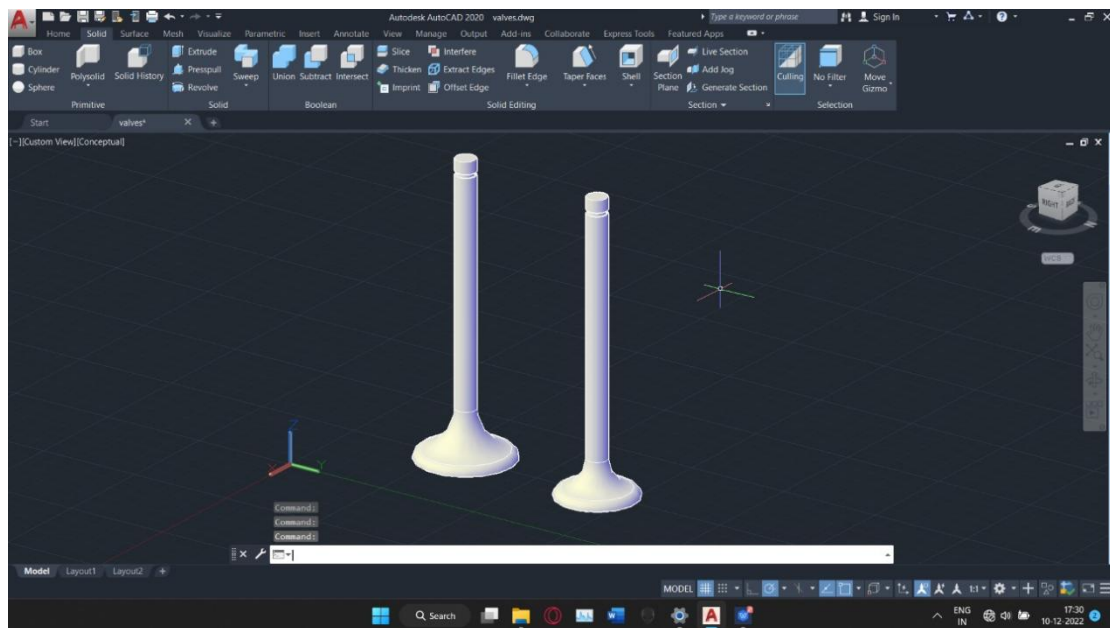 Autodesk AutoCAD 2020 valves.dwg
Type a keyword or phrase
Sign In
Home Solid Surface Mesh Visualize Parametric Insert Annotate View Manage Output Add-ins Collaborate Express Tools Featured Apps
Box
Cylinder
Sphere
Polysolid
Solid History
Primitive
Extrude
Presspull
Revolve
Sweep
Solid
Union Subtract Intersect
Boolean
Slice
Thicken
Imprint
Interfere
Extract Edges
Offset Edge
Fillet Edge
Taper Faces
Shell
Solid Editing
Section
Plane
Live Section
Add Jog
Generate Section
Section
Culling
No Filter
Move
Gizmo
Selection
Start
valves*
[−][Custom View][Conceptual]
RIGHT
WCS
Z
X
Y
Command:
Command:
Command:
Model Layout1 Layout2
MODEL
1:1
Search
ENG
IN
17:30
10-12-2022
2